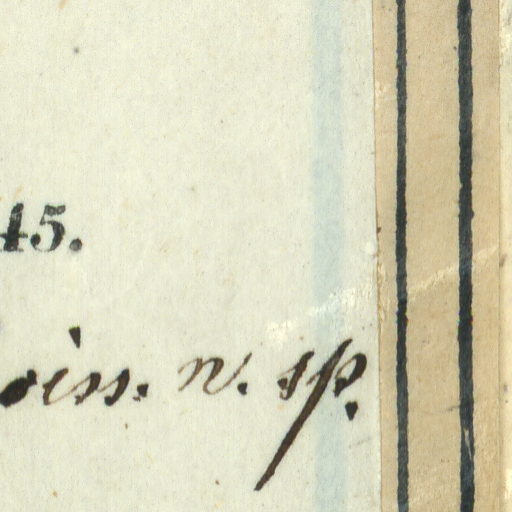 45.
oiss. n. sp.